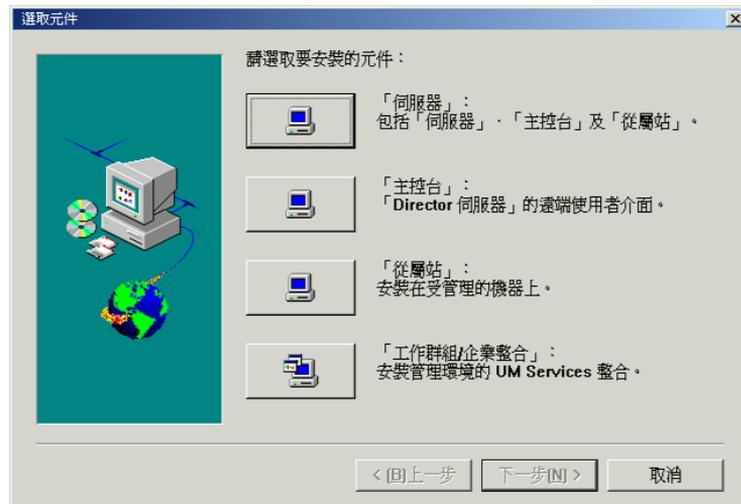 選取元件
請選取要安裝的元件：
「伺服器」：
包括「伺服器」、「主控台」及「從屬站」。
「主控台」：
「Director 伺服器」的遠端使用者介面。
「從屬站」：
安裝在受管理的機器上。
「工作群組/企業整合」：
安裝管理環境的 UM Services 整合。
< (B)上一步
下一步(N) >
取消